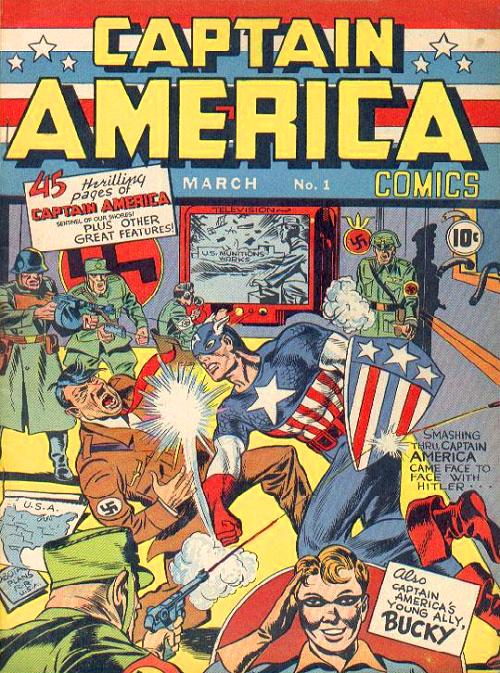 CAPTAIN
AMERICA
COMICS
45 thrilling
pages of
CAPTAIN AMERICA
SENTINEL OF OUR SHORES!
PLUS OTHER
GREAT FEATURES!
MARCH No. 1
10¢
TELEVISION
U.S. MUNITIONS
WORKS
SMASHING
THRU, CAPTAIN
AMERICA
CAME FACE TO
FACE WITH
HITLER - - -
U.S.A.
PLANS
Also
CAPTAIN
AMERICA'S
YOUNG ALLY,
BUCKY